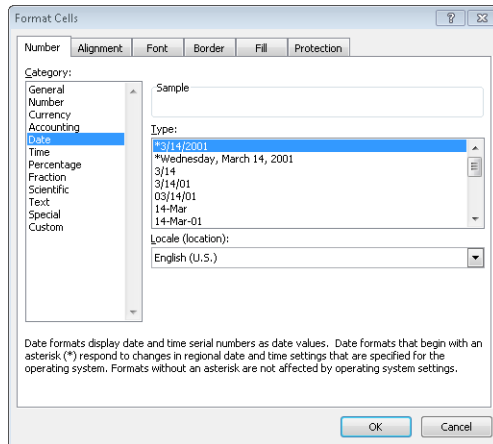 Format Cells
Number Alignment Font Border Fill Protection
Category:
General
Number
Currency
Accounting
Date
Time
Percentage
Fraction
Scientific
Text
Special
Custom
Sample
Type:
*3/14/2001
*Wednesday, March 14, 2001
3/14
3/14/01
03/14/01
14-Mar
14-Mar-01
Locale (location):
English (U.S.)
Date formats display date and time serial numbers as date values. Date formats that begin with an
asterisk (*) respond to changes in regional date and time settings that are specified for the
operating system. Formats without an asterisk are not affected by operating system settings.
OK Cancel